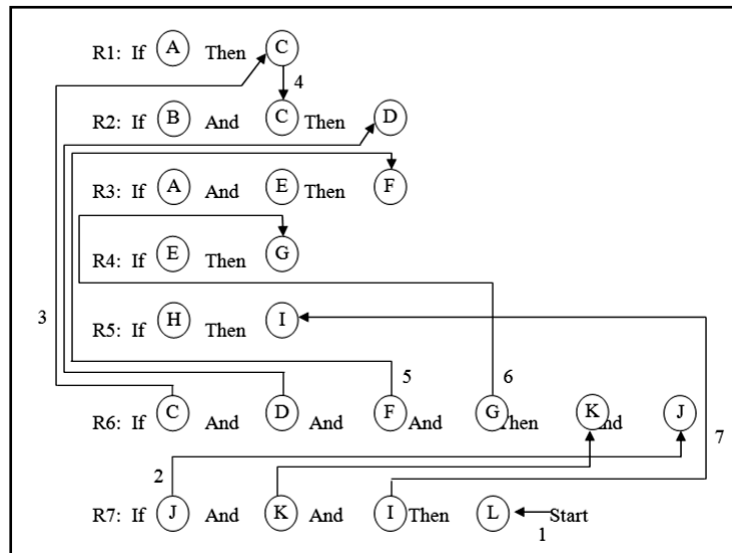 R1: If A Then C
4
R2: If B And C Then D
R3: If A And E Then F
R4: If E Then G
R5: If H Then I
3
5 6
R6: If C And D And F And G Then K And J
7
2
R7: If J And K And I Then L Start
1